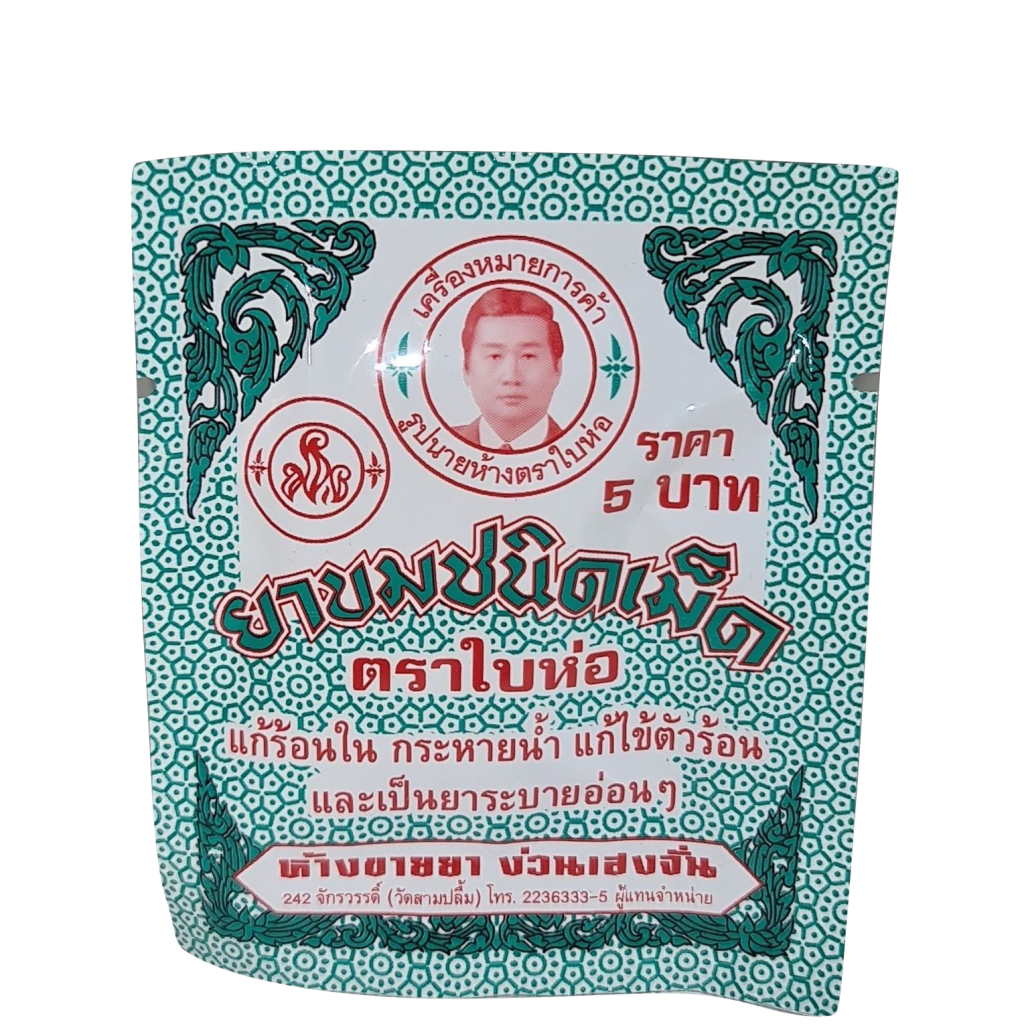 เครื่องหมายการค้า
รูปนายห้างตราใบห่อ
ราคา
5 บาท
ยาขมชนิดเม็ด
ตราใบห่อ
แก้ร้อนใน กระหายน้ำ แก้ไข้ตัวร้อน
และเป็นยาระบายอ่อนๆ
ห้างขายยา ง่วนเฮงจั่น
242 จักรวรรดิ์ (วัดสามปลื้ม) โทร. 2236333-5 ผู้แทนจำหน่าย